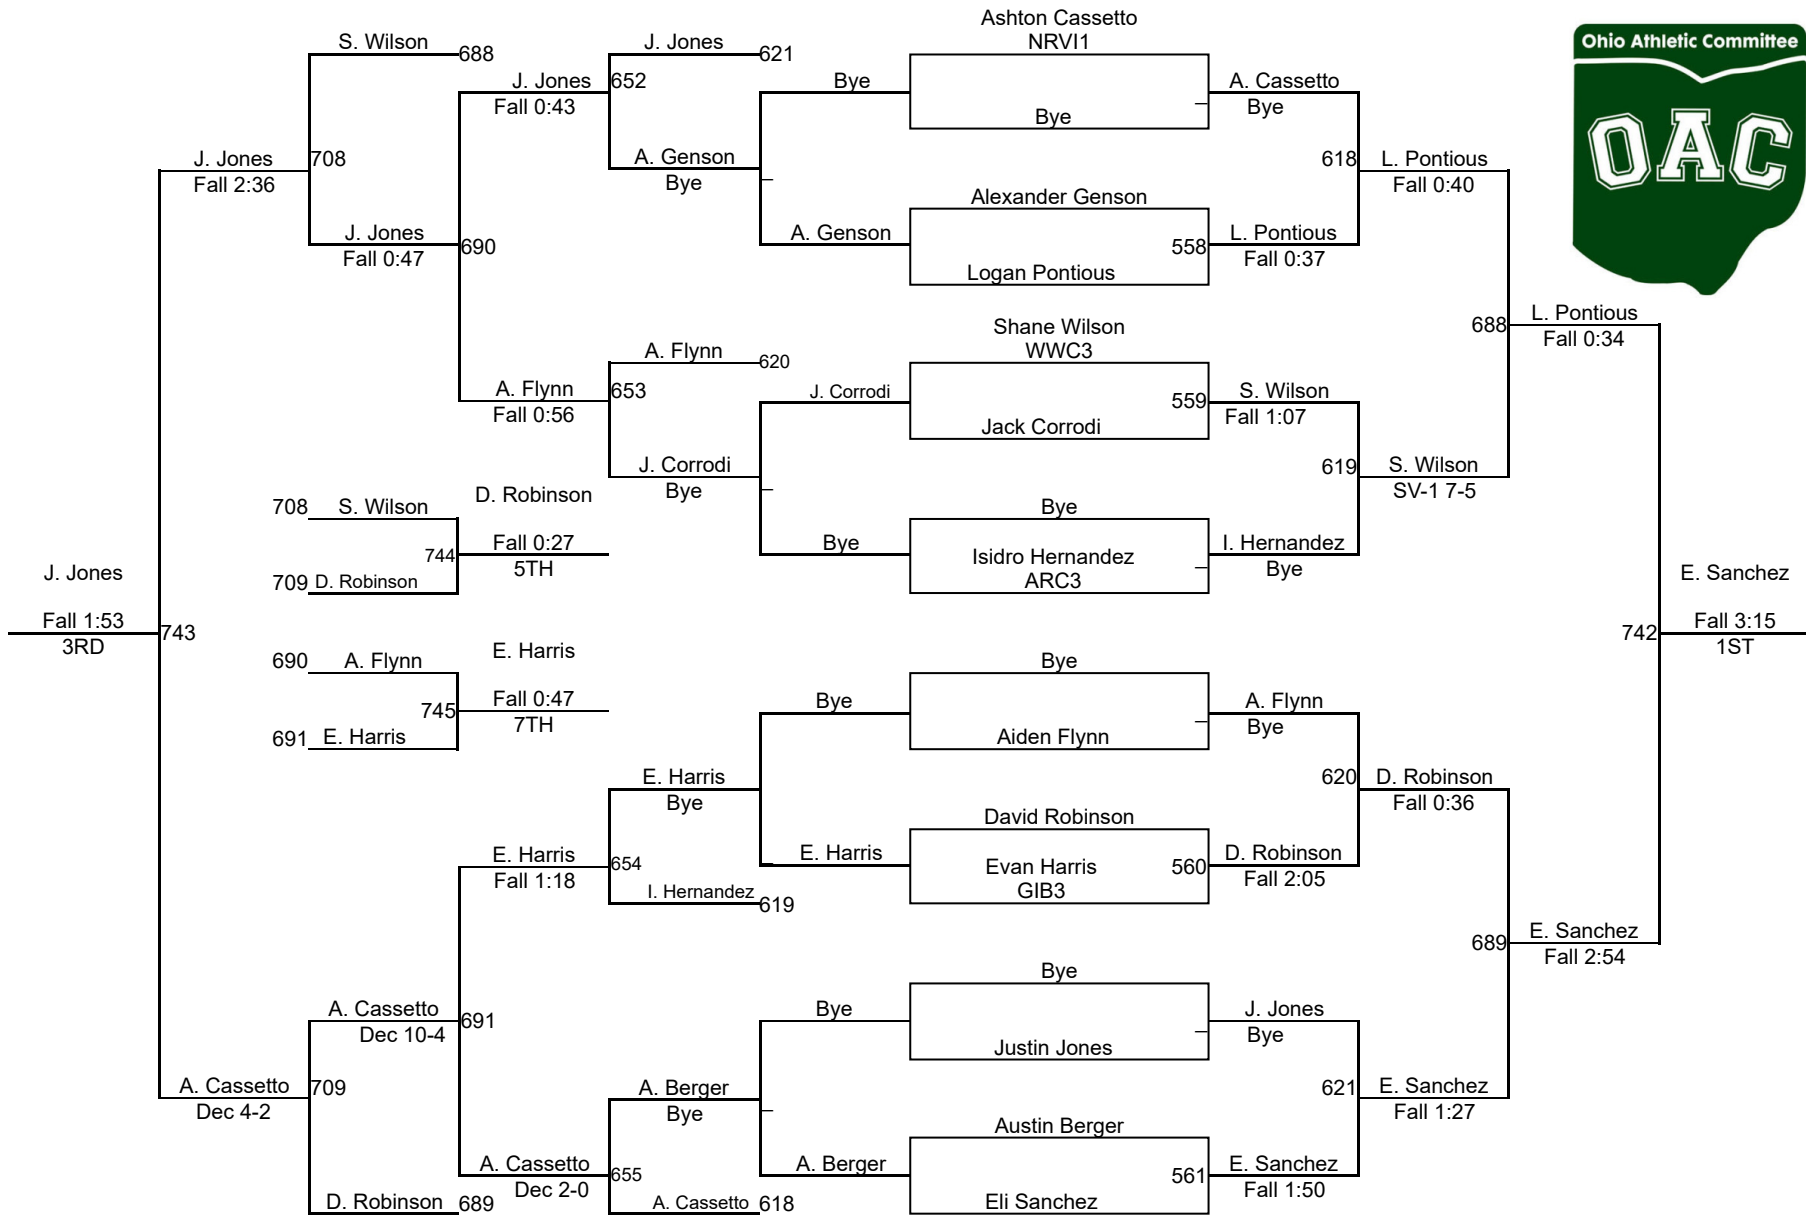 Ashton Cassetto
NRVI1
Ohio Athletic Committee
OAC
S. Wilson
688
J. Jones
621
J. Jones
652
Fall 0:43
Bye
Bye
A. Cassetto
Bye
J. Jones
708
Fall 2:36
A. Genson
Bye
618
L. Pontious
Fall 0:40
Alexander Genson
J. Jones
690
Fall 0:47
A. Genson
558
L. Pontious
Fall 0:37
Logan Pontious
688
L. Pontious
Fall 0:34
Shane Wilson
WWC3
A. Flynn
620
A. Flynn
653
Fall 0:56
J. Corrodi
559
S. Wilson
Fall 1:07
Jack Corrodi
J. Corrodi
Bye
619
S. Wilson
SV-1 7-5
708
S. Wilson
D. Robinson
Bye
744
Fall 0:27
5TH
Bye
Isidro Hernandez
ARC3
I. Hernandez
Bye
709
D. Robinson
J. Jones
E. Sanchez
Fall 1:53
3RD
743
742
Fall 3:15
1ST
690
A. Flynn
E. Harris
Bye
745
Fall 0:47
7TH
Bye
A. Flynn
Bye
691
E. Harris
Aiden Flynn
E. Harris
Bye
620
D. Robinson
Fall 0:36
David Robinson
E. Harris
654
Fall 1:18
E. Harris
Evan Harris
GIB3
560
D. Robinson
Fall 2:05
I. Hernandez
619
689
E. Sanchez
Fall 2:54
Bye
A. Cassetto
691
Dec 10-4
Bye
J. Jones
Bye
Justin Jones
A. Cassetto
709
Dec 4-2
A. Berger
Bye
621
E. Sanchez
Fall 1:27
Austin Berger
A. Cassetto
655
Dec 2-0
A. Berger
561
E. Sanchez
Fall 1:50
D. Robinson
689
A. Cassetto
618
Eli Sanchez